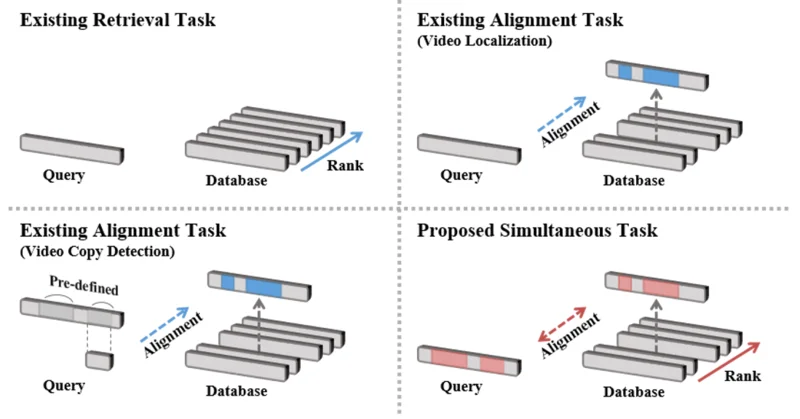 Existing Retrieval Task
Query
Database
Rank
Existing Alignment Task
(Video Localization)
Alignment
Query
Database
Existing Alignment Task
(Video Copy Detection)
Pre-defined
Alignment
Query
Database
Proposed Simultaneous Task
Alignment
Query
Database
Rank